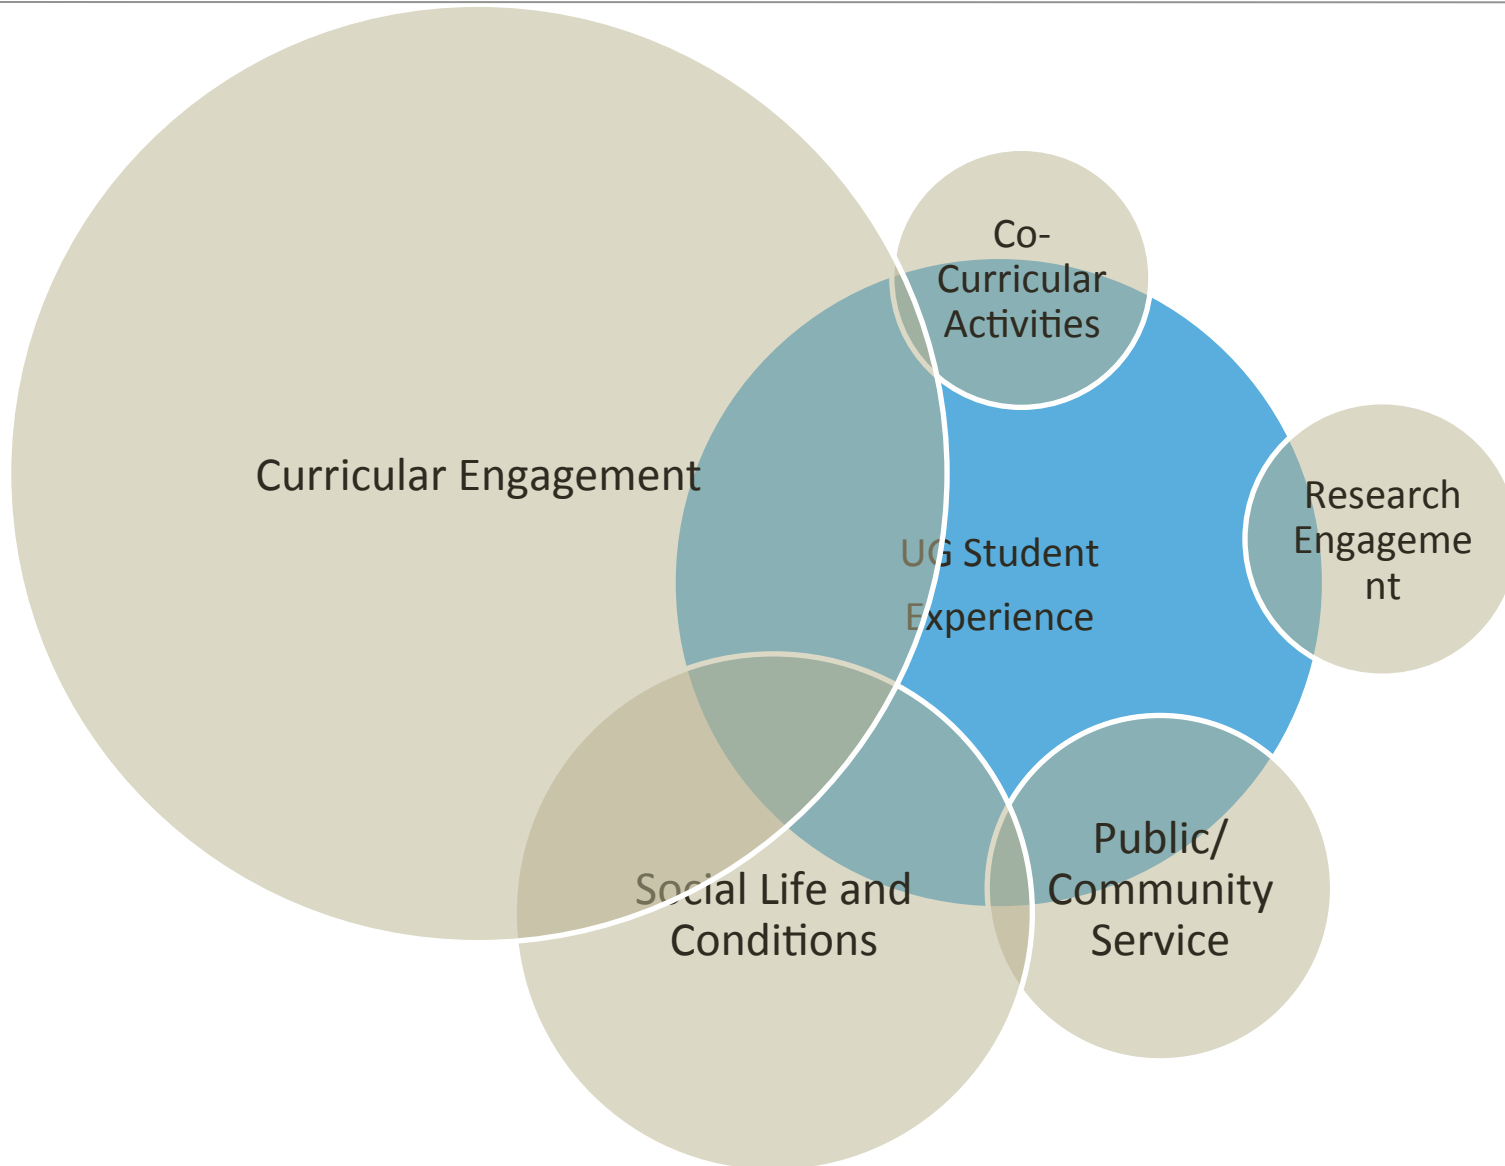 Co-
Curricular
Activities
Curricular Engagement
Research
Engageme
nt
UG Student
Experience
Public/
Community
Service
Social Life and
Conditions